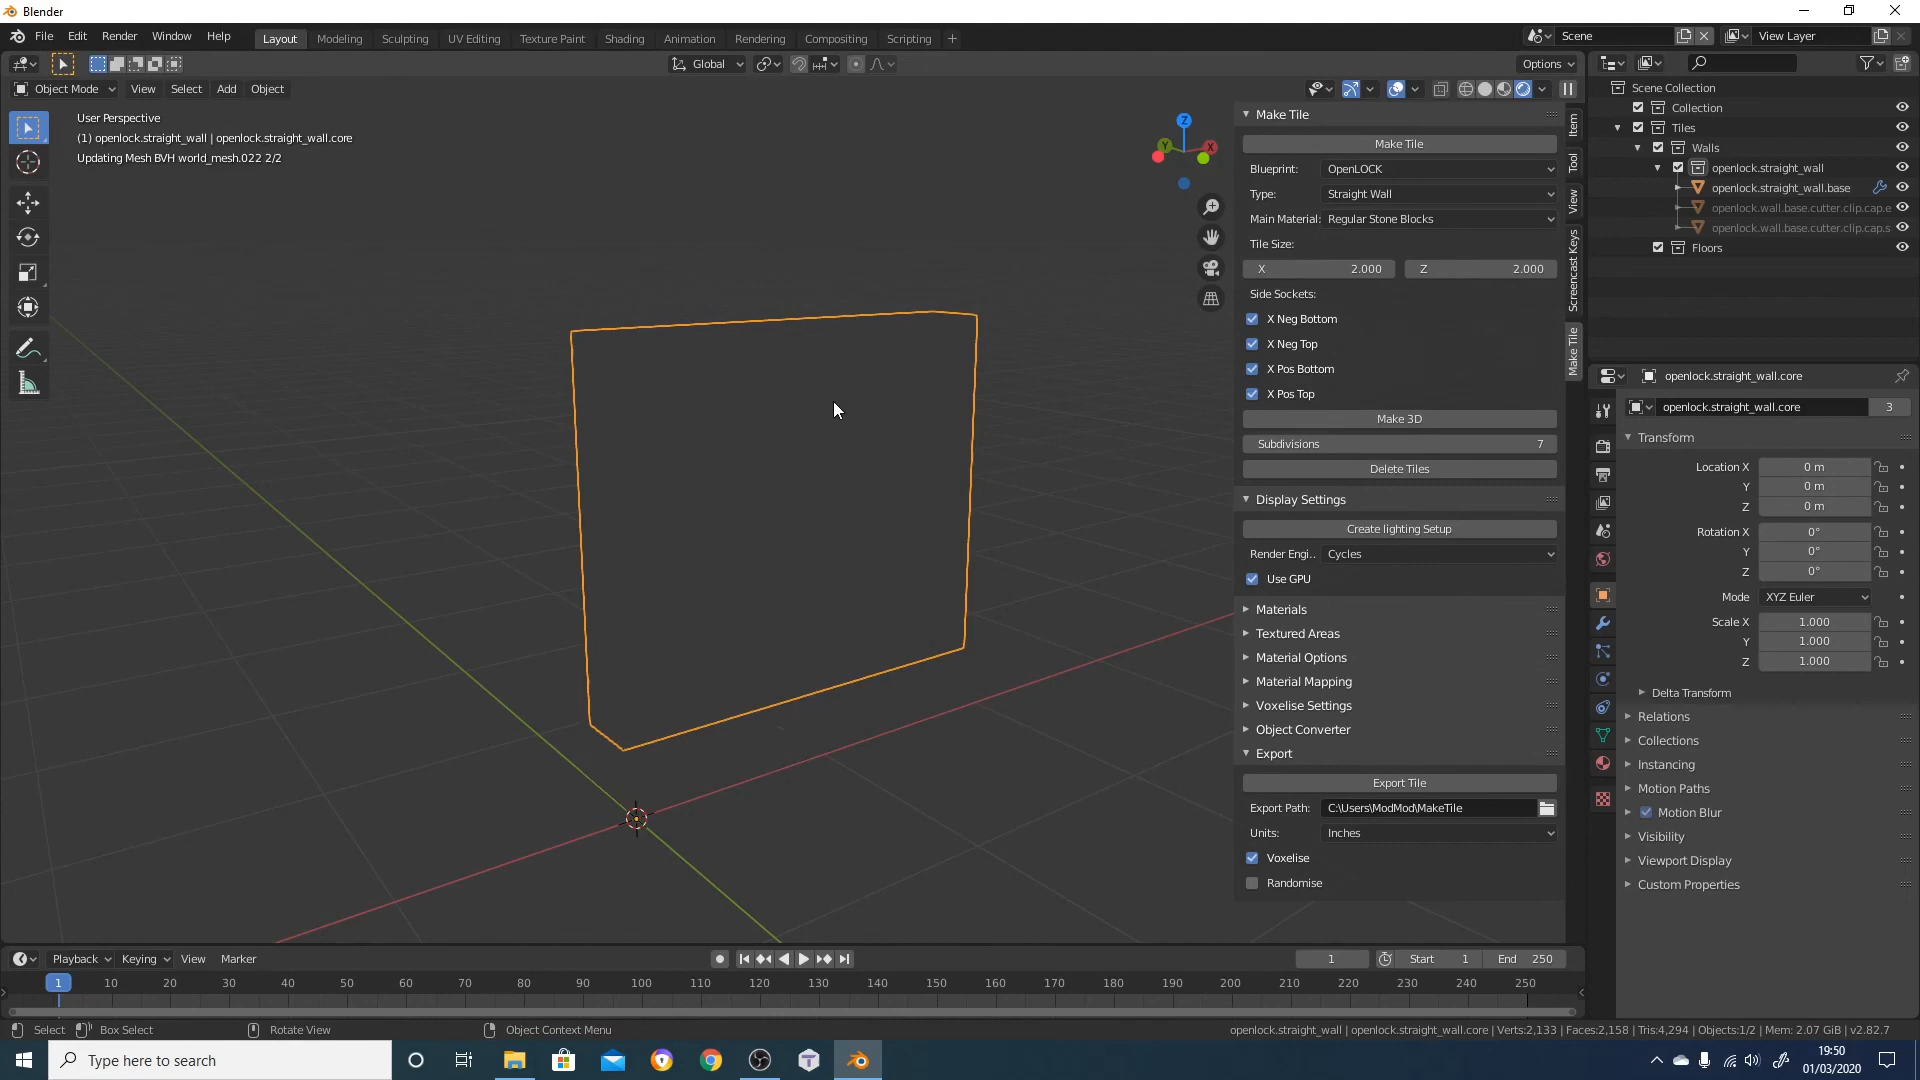 Blender
File Edit Render Window Help
Layout Modeling Sculpting UV Editing Texture Paint Shading Animation Rendering Compositing Scripting
Scene
View Layer
Global
Options
Object Mode View Select Add Object
User Perspective
(1) openlock.straight_wall | openlock.straight_wall.core
Updating Mesh BVH world_mesh.022 2/2
Z
Y
X
Make Tile
Make Tile
Blueprint: OpenLOCK
Type: Straight Wall
Main Material: Regular Stone Blocks
Tile Size:
X 2.000 Z 2.000
Side Sockets:
X Neg Bottom
X Neg Top
X Pos Bottom
X Pos Top
Make 3D
Subdivisions 7
Delete Tiles
Display Settings
Create lighting Setup
Render Engi.. Cycles
Use GPU
Materials
Textured Areas
Material Options
Material Mapping
Voxelise Settings
Object Converter
Export
Export Tile
Export Path: C:\Users\ModMod\MakeTile
Units: Inches
Voxelise
Randomise
Item
Tool
View
Screencast Keys
Make Tile
Scene Collection
Collection
Tiles
Walls
openlock.straight_wall
openlock.straight_wall.base
openlock.wall.base.cutter.clip.cap.e
openlock.wall.base.cutter.clip.cap.s
Floors
openlock.straight_wall.core
openlock.straight_wall.core 3
Transform
Location X 0 m
Y 0 m
Z 0 m
Rotation X 0°
Y 0°
Z 0°
Mode XYZ Euler
Scale X 1.000
Y 1.000
Z 1.000
Delta Transform
Relations
Collections
Instancing
Motion Paths
Motion Blur
Visibility
Viewport Display
Custom Properties
Playback Keying View Marker
1 Start 1 End 250
1 10 20 30 40 50 60 70 80 90 100 110 120 130 140 150 160 170 180 190 200 210 220 230 240 250
Select Box Select Rotate View Object Context Menu
openlock.straight_wall | openlock.straight_wall.core | Verts:2,133 | Faces:2,158 | Tris:4,294 | Objects:1/2 | Mem: 2.07 GiB | v2.82.7
Type here to search
19:50
01/03/2020